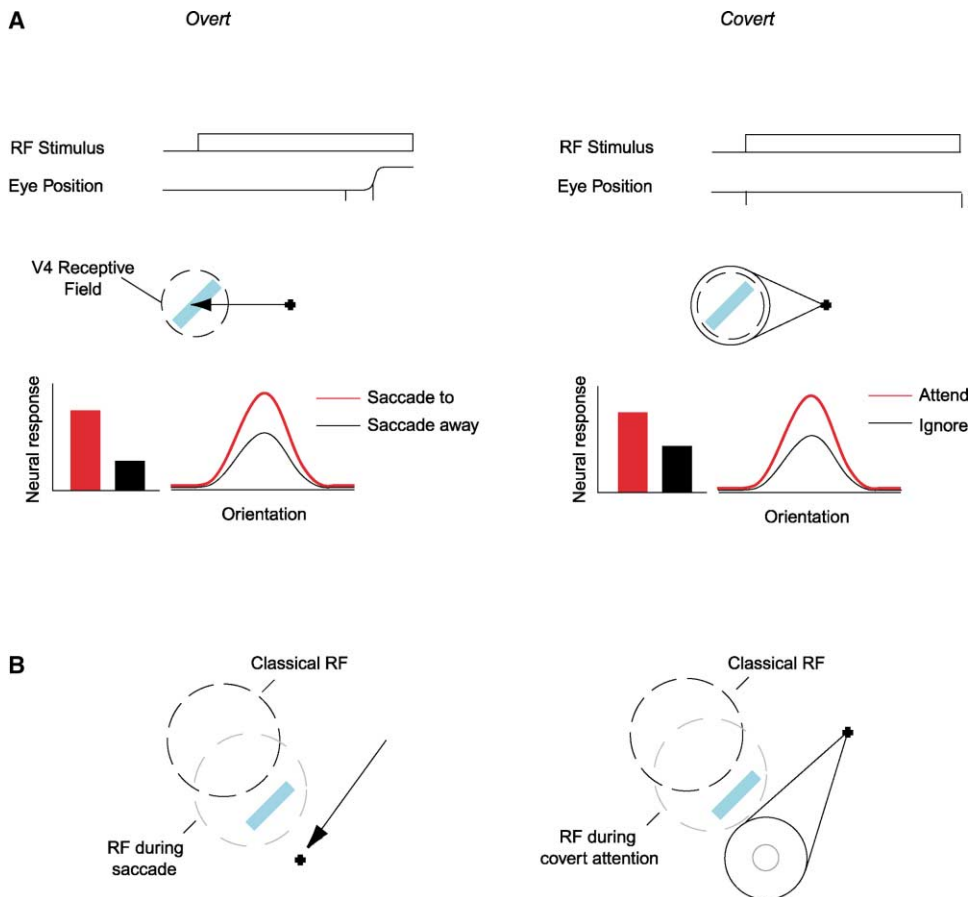 A
Overt
Covert
RF Stimulus
Eye Position
V4 Receptive
Field
Neural response
Saccade to
Saccade away
Orientation
RF Stimulus
Eye Position
Neural response
Attend
Ignore
Orientation
B
Classical RF
RF during
saccade
Classical RF
RF during
covert attention